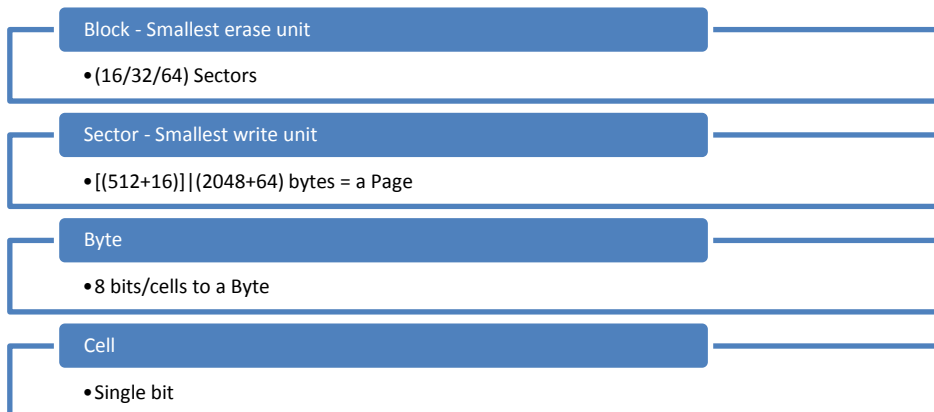 Block - Smallest erase unit
•(16/32/64) Sectors
Sector - Smallest write unit
•[(512+16)]|(2048+64) bytes = a Page
Byte
•8 bits/cells to a Byte
Cell
•Single bit